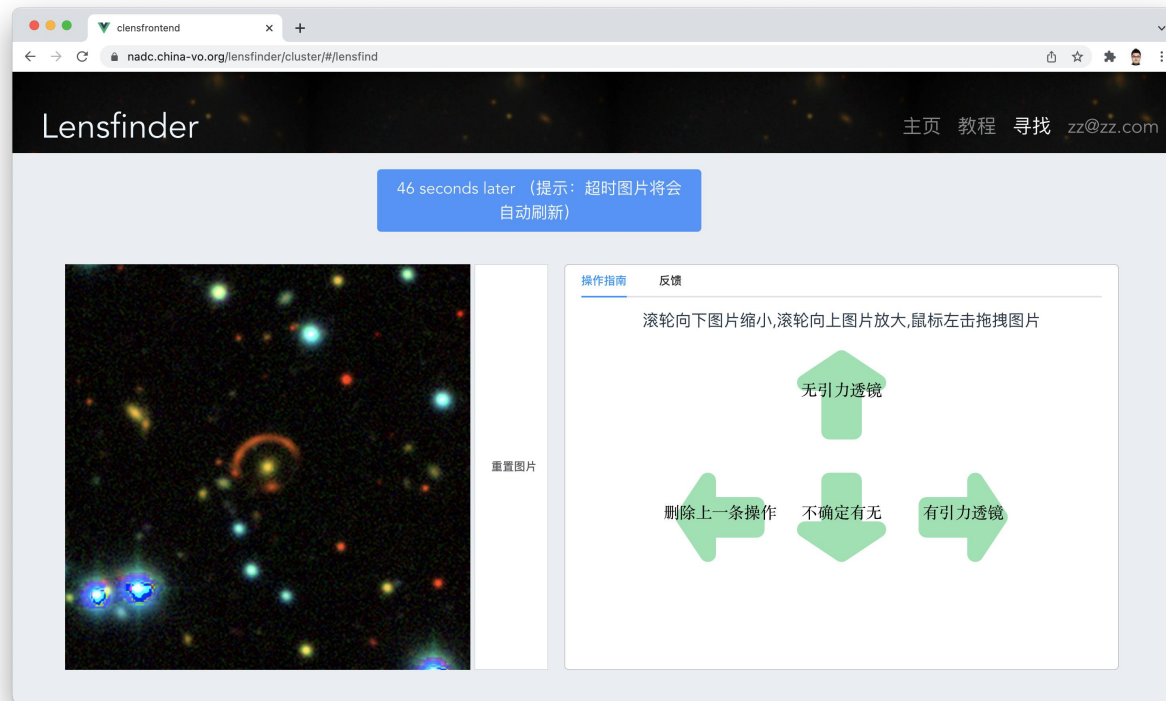 clensfrontend
nadc.china-vo.org/lensfinder/cluster/#/lensfind
Lensfinder
主页 教程 寻找 zz@zz.com
46 seconds later （提示：超时图片将会
自动刷新）
操作指南 反馈
滚轮向下图片缩小,滚轮向上图片放大,鼠标左击拖拽图片
无引力透镜
重置图片
删除上一条操作 不确定有无 有引力透镜